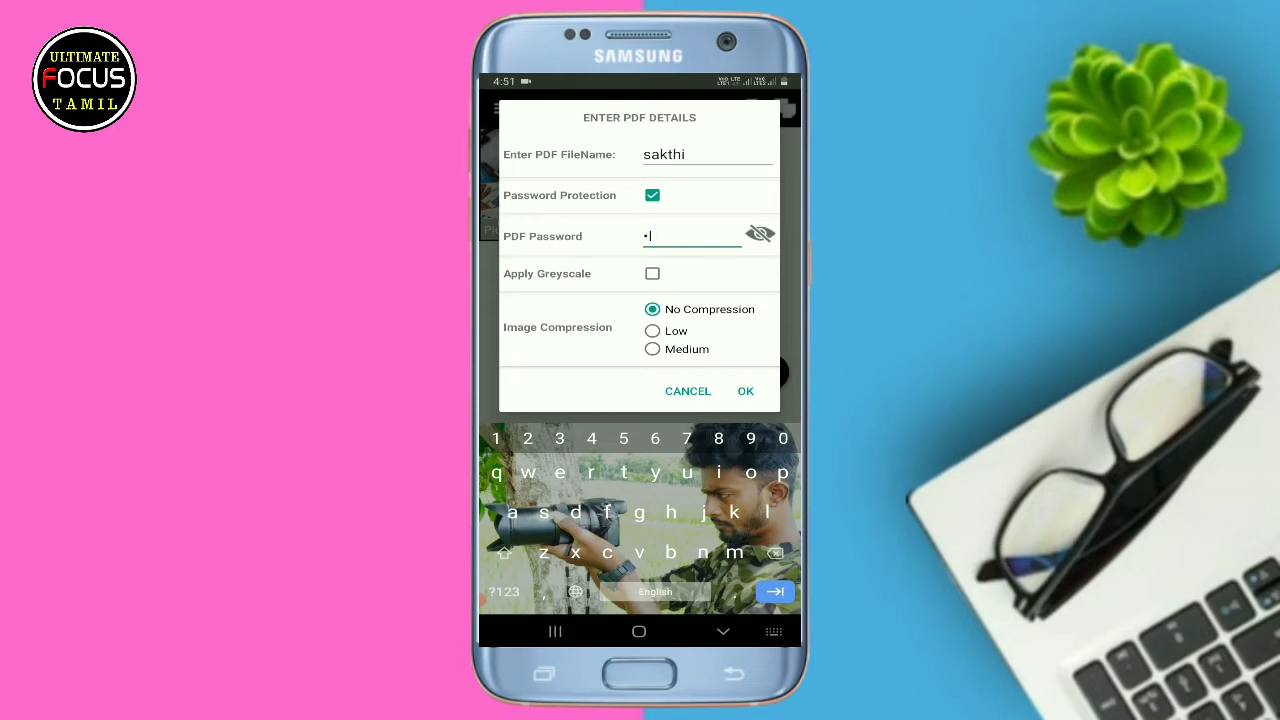 ULTIMATE
FOCUS
TAMIL
SAMSUNG
4:51
ENTER PDF DETAILS
Enter PDF FileName: sakthi
Password Protection
PDF Password •
Apply Greyscale
Image Compression
No Compression
Low
Medium
CANCEL OK
1 2 3 4 5 6 7 8 9 0
q w e r t y u i o p
a s d f g h j k l
z x c v b n m
?123 , English .